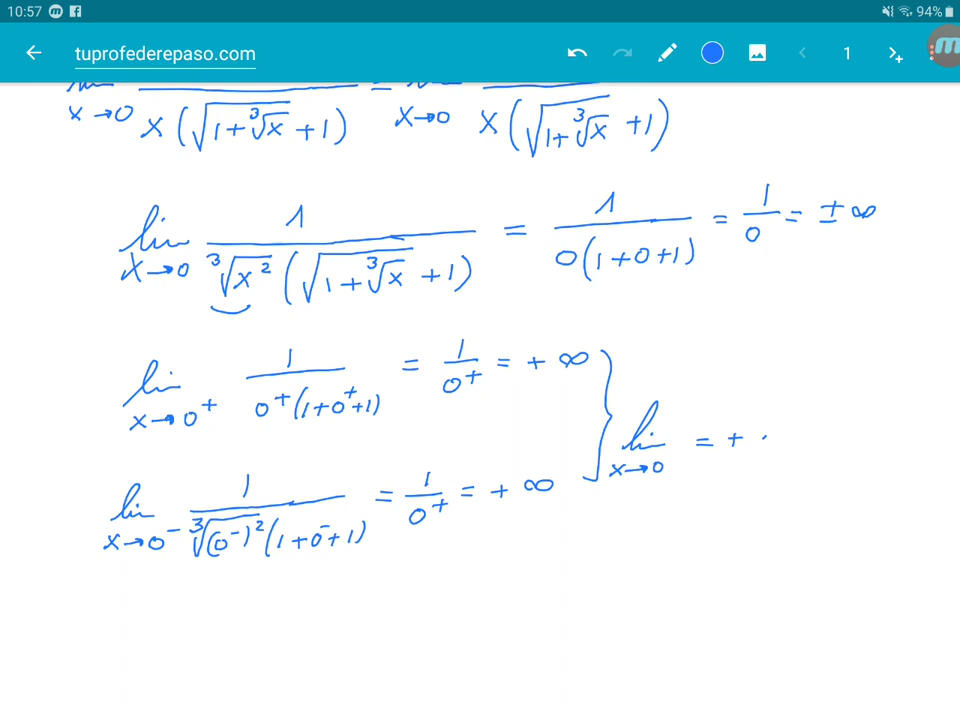 10:57 94%
tuprofederepaso.com 1
x→0 x(√(1+∛x) +1) = x→0 x(√(1+∛x) +1)
lim x→0 1/(∛x² (√(1+∛x) +1)) = 1/(0(1+0+1)) = 1/0 = ±∞
lim x→0⁺ 1/(0⁺(1+0⁺+1)) = 1/0⁺ = +∞
lim x→0 = +
lim x→0⁻ 1/(∛(0⁻)² (1+0⁻+1)) = 1/0⁺ = +∞